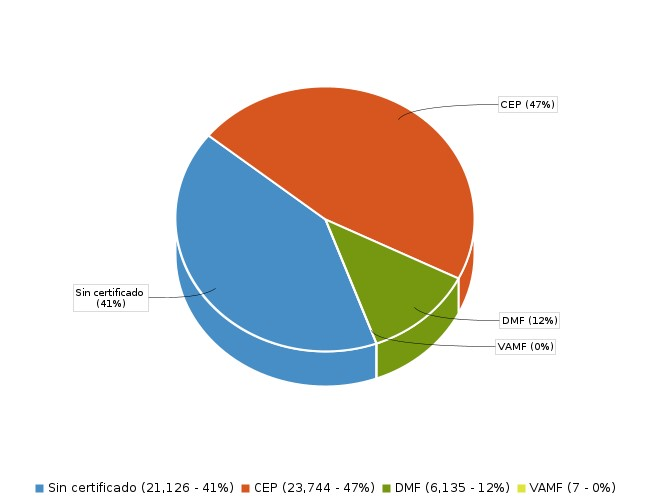 CEP (47%)
Sin certificado
(41%)
DMF (12%)
VAMF (0%)
Sin certificado (21,126 - 41%) CEP (23,744 - 47%) DMF (6,135 - 12%) VAMF (7 - 0%)